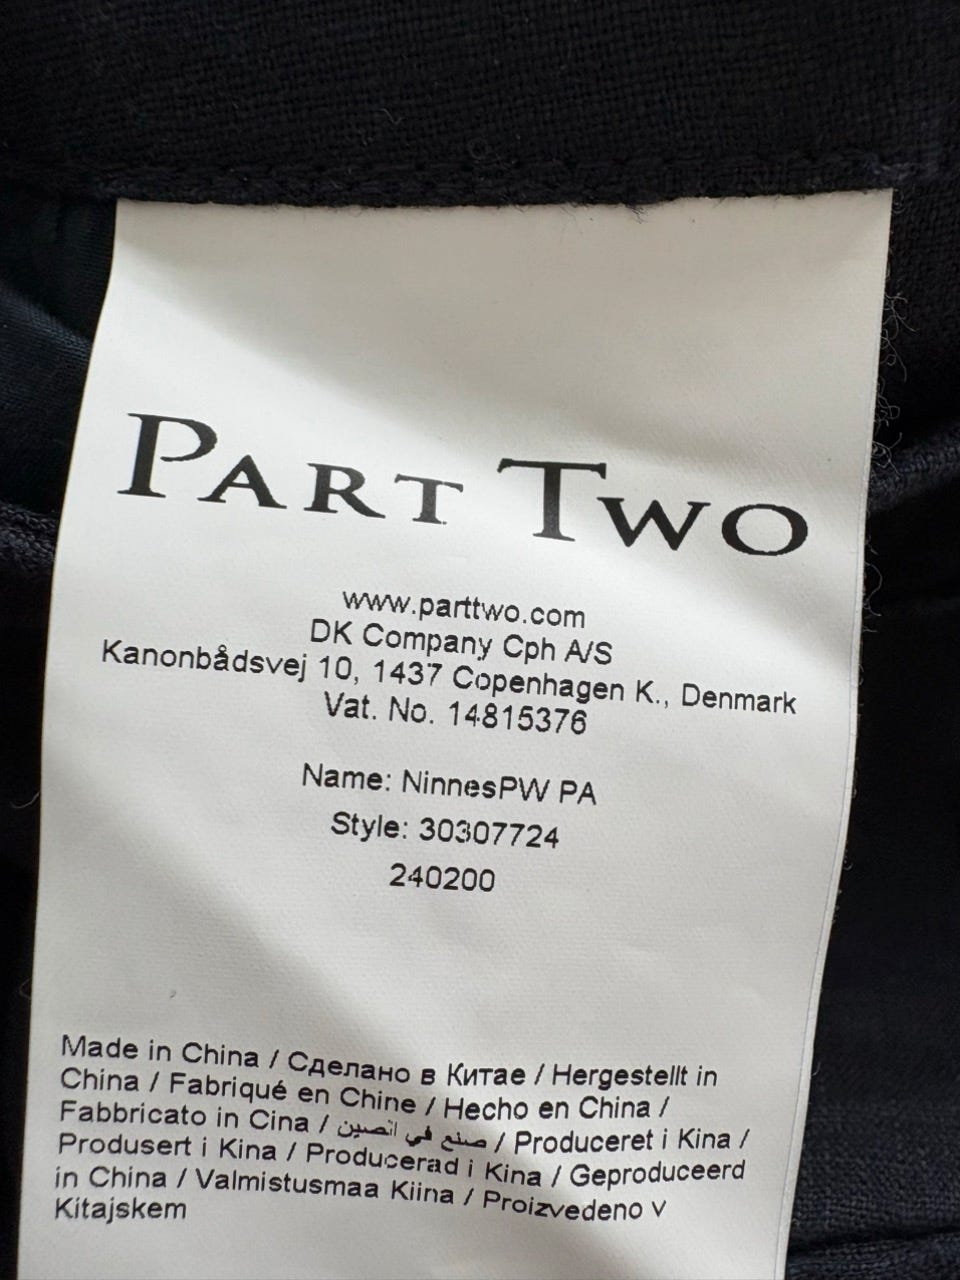 PART TWO
www.parttwo.com
DK Company Cph A/S
Kanonbådsvej 10, 1437 Copenhagen K., Denmark
Vat. No. 14815376
Name: NinnesPW PA
Style: 30307724
240200
Made in China / Сделано в Китае / Hergestellt in
China / Fabriqué en Chine / Hecho en China /
Fabbricato in Cina / صنع في الصين / Produceret i Kina /
Produsert i Kina / Producerad i Kina / Geproduceerd
in China / Valmistusmaa Kiina / Proizvedeno v
Kitajskem